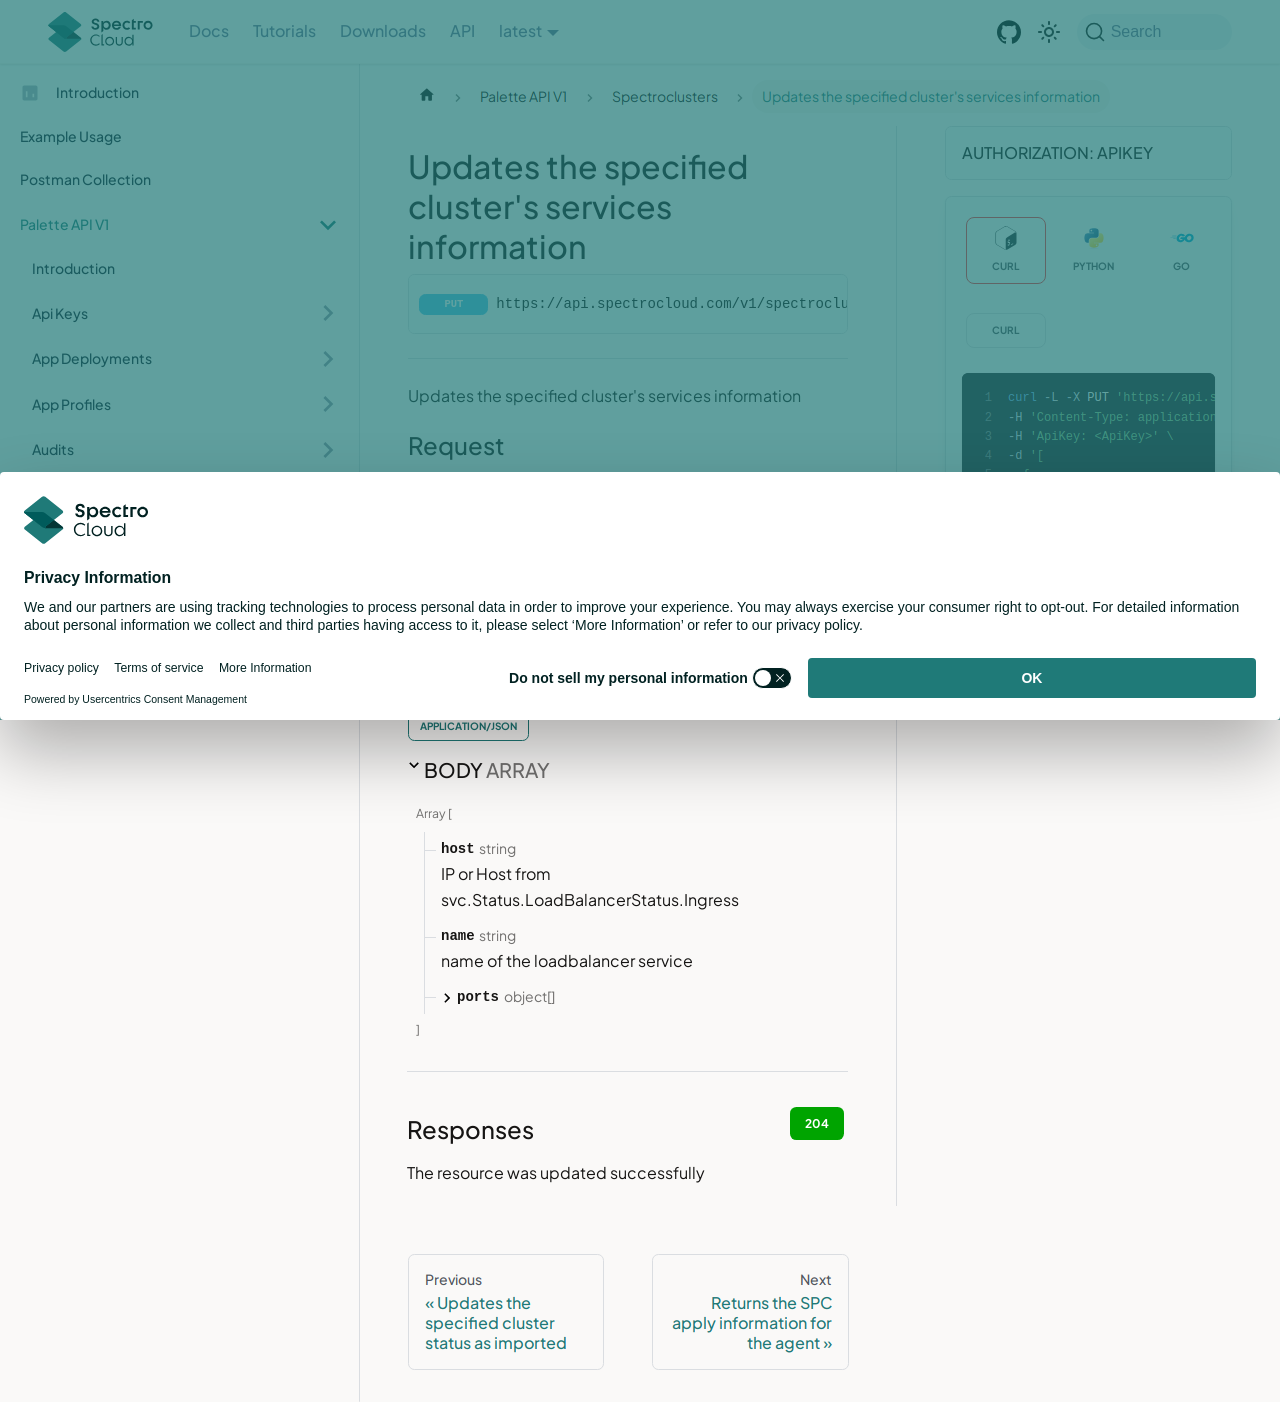 Spectro Cloud
Docs
Tutorials
Downloads
API
latest
Search
Introduction
Example Usage
Postman Collection
Palette API V1
Introduction
Api Keys
App Deployments
App Profiles
Audits
Palette API V1
Spectroclusters
Updates the specified cluster's services information
Updates the specified
cluster's services
information
PUT https://api.spectrocloud.com/v1/spectroclu
Updates the specified cluster's services information
Request
AUTHORIZATION: APIKEY
CURL
PYTHON
GO
CURL
1 curl -L -X PUT 'https://api.s
2 -H 'Content-Type: application
3 -H 'ApiKey: <ApiKey>' \
4 -d '[
Spectro
Cloud
Privacy Information
We and our partners are using tracking technologies to process personal data in order to improve your experience. You may always exercise your consumer right to opt-out. For detailed information
about personal information we collect and third parties having access to it, please select ‘More Information’ or refer to our privacy policy.
Privacy policy
Terms of service
More Information
Do not sell my personal information
OK
Powered by Usercentrics Consent Management
APPLICATION/JSON
BODY ARRAY
Array [
host string
IP or Host from
svc.Status.LoadBalancerStatus.Ingress
name string
name of the loadbalancer service
ports object[]
]
Responses
204
The resource was updated successfully
Previous
« Updates the
specified cluster
status as imported
Next
Returns the SPC
apply information for
the agent »